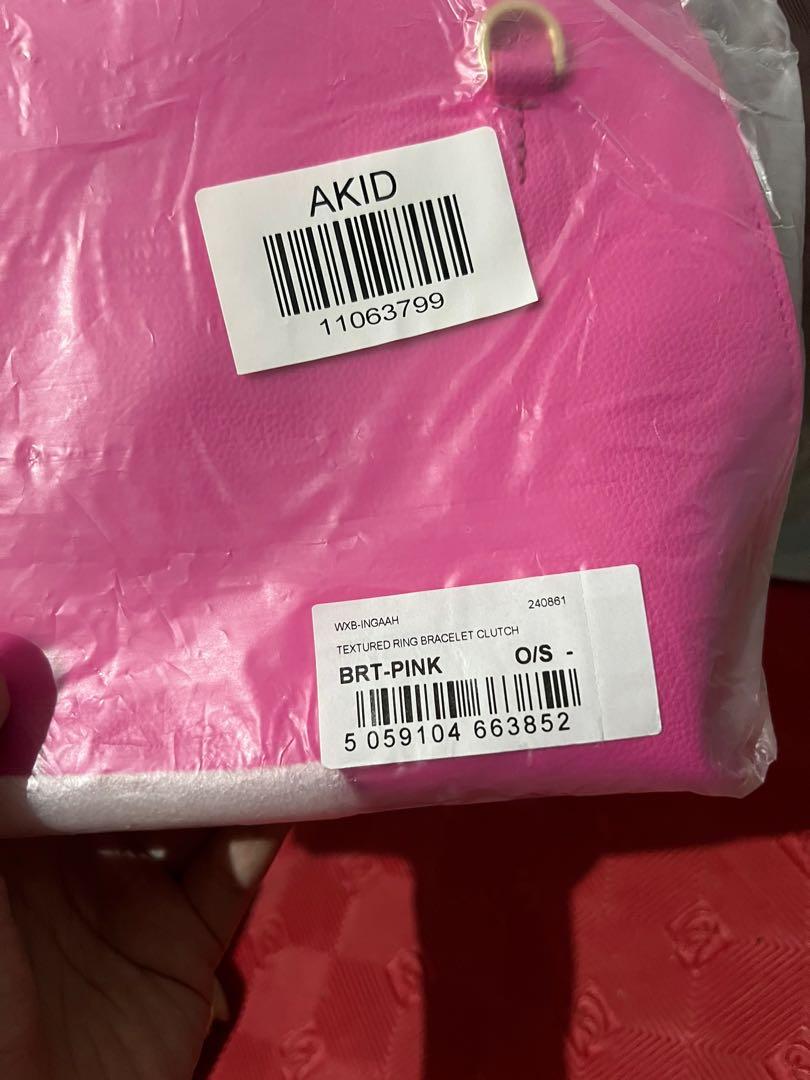 AKID
11063799
WXB-INGAAH 240861
TEXTURED RING BRACELET CLUTCH
BRT-PINK O/S -
5 059104 663852